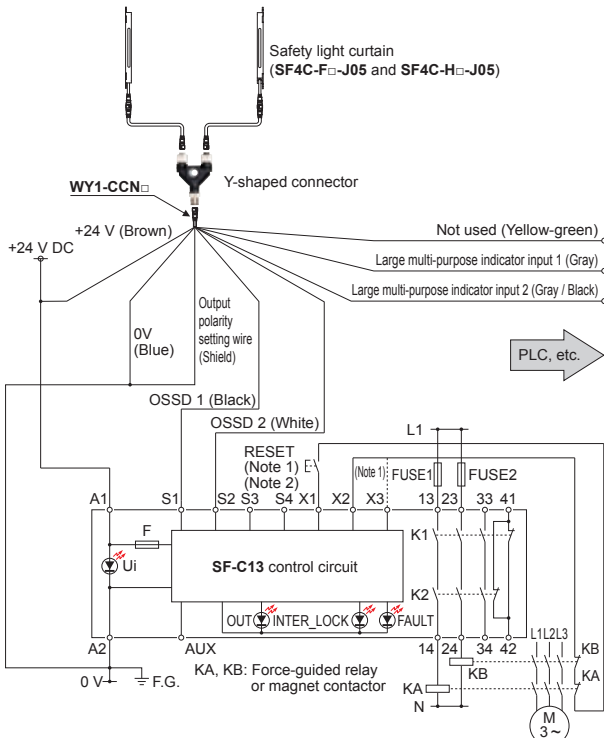 Safety light curtain
(SF4C-F□-J05 and SF4C-H□-J05)
Y-shaped connector
WY1-CCN□
+24 V (Brown)
+24 V DC
Not used (Yellow-green)
Large multi-purpose indicator input 1 (Gray)
Large multi-purpose indicator input 2 (Gray / Black)
0V
(Blue)
Output
polarity
setting wire
(Shield)
PLC, etc.
OSSD 1 (Black)
OSSD 2 (White)
L1
RESET
(Note 1)
(Note 2)
(Note 1)
FUSE1
FUSE2
A1 S1 S2 S3 S4 X1 X2 X3 13 23 33 41
F
K1
Ui
SF-C13 control circuit
K2
OUT INTER_LOCK FAULT
A2 AUX 14 24 34 42
L1L2L3
KA, KB: Force-guided relay
or magnet contactor
KB
KB
0 V
F.G.
KA
KA
N
M
3~